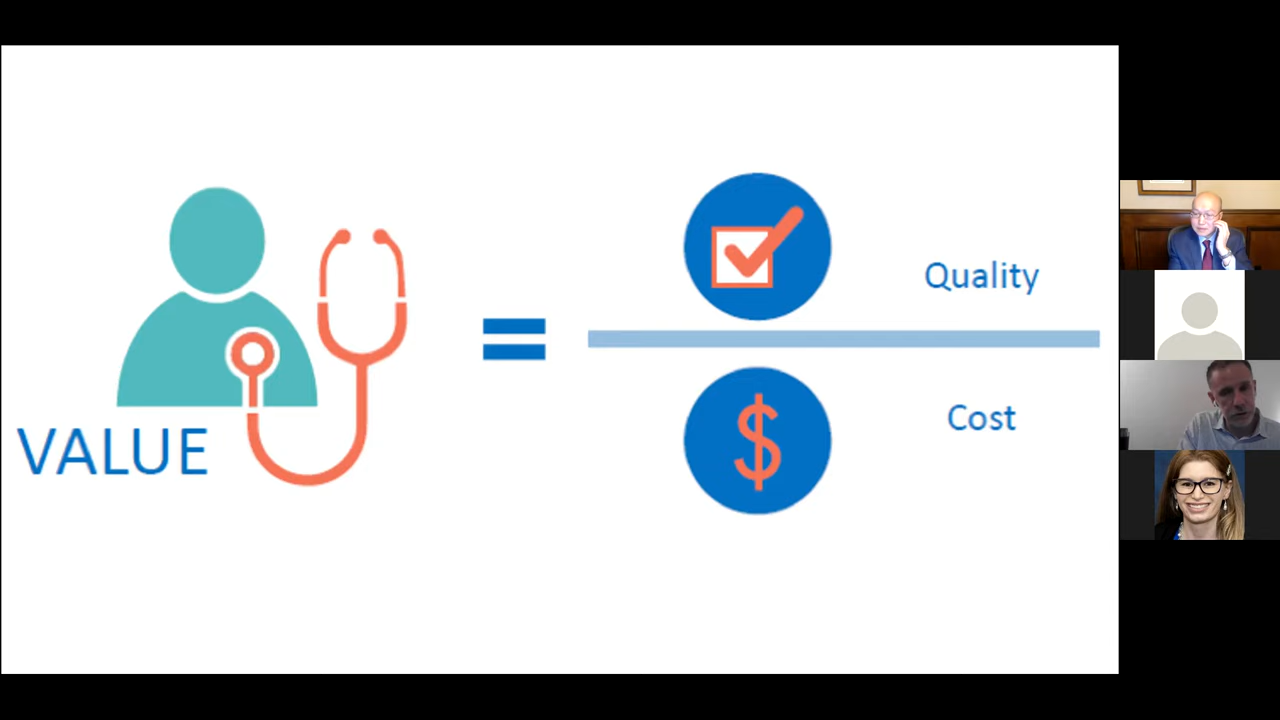 VALUE
=
Quality
$
Cost